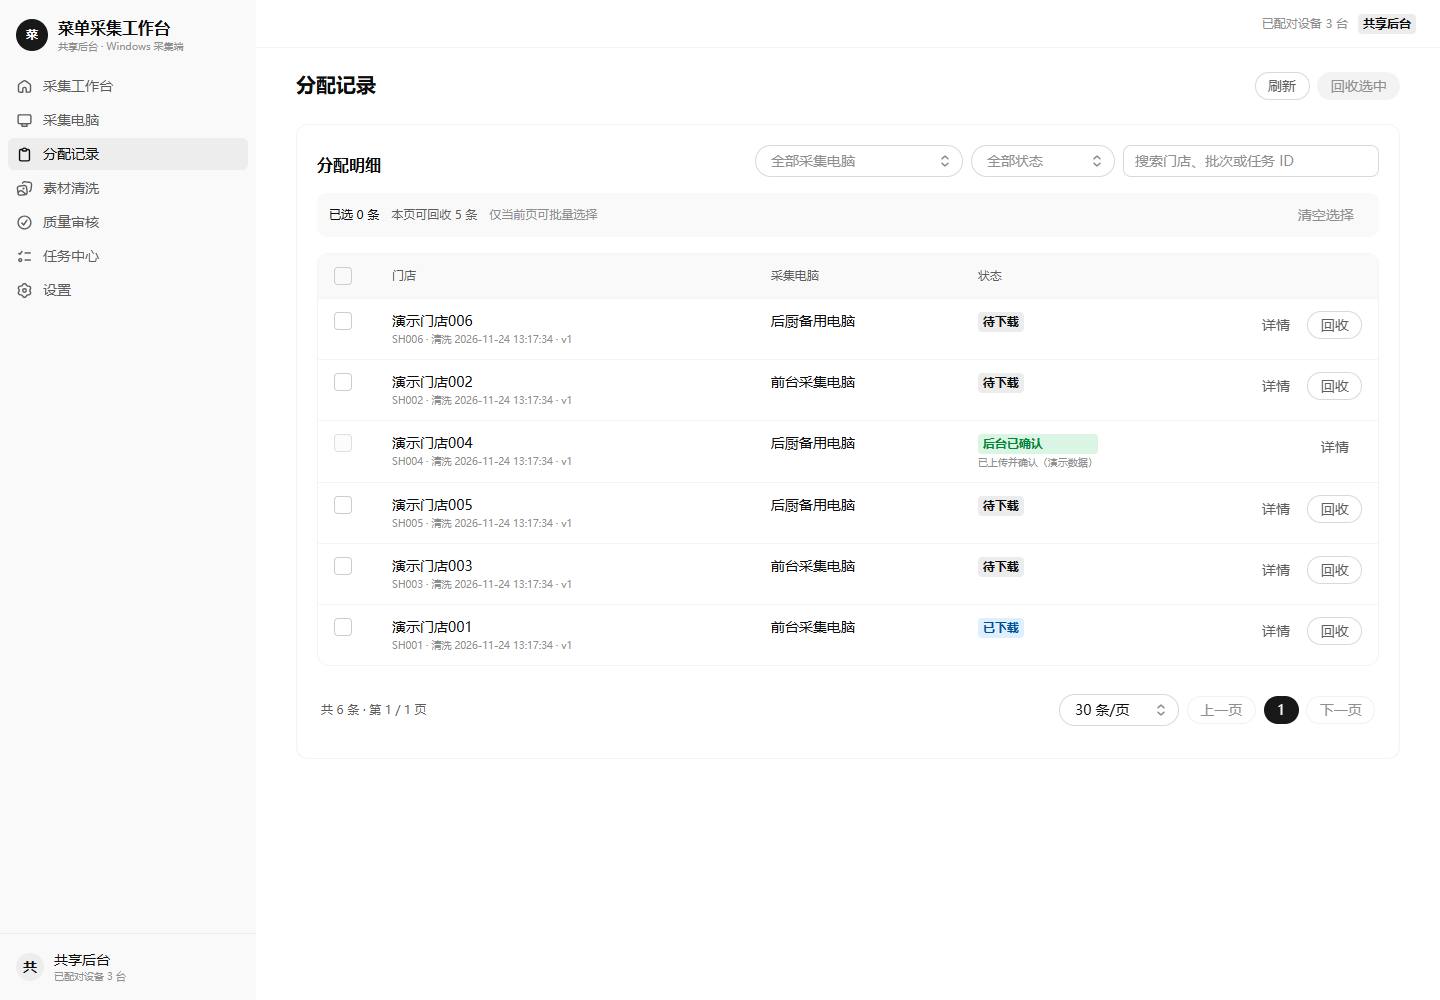 菜
菜单采集工作台
共享后台 · Windows 采集端
采集工作台
采集电脑
分配记录
素材清洗
质量审核
任务中心
设置
共
共享后台
已配对设备 3 台
已配对设备 3 台 共享后台
分配记录
刷新 回收选中
分配明细
全部采集电脑 全部状态 搜索门店、批次或任务 ID
已选 0 条 本页可回收 5 条 仅当前页可批量选择 清空选择
门店 采集电脑 状态
演示门店006 后厨备用电脑 待下载 详情 回收
SH006 · 清洗 2026-11-24 13:17:34 · v1
演示门店002 前台采集电脑 待下载 详情 回收
SH002 · 清洗 2026-11-24 13:17:34 · v1
演示门店004 后厨备用电脑 后台已确认 详情
SH004 · 清洗 2026-11-24 13:17:34 · v1 已上传并确认（演示数据）
演示门店005 后厨备用电脑 待下载 详情 回收
SH005 · 清洗 2026-11-24 13:17:34 · v1
演示门店003 前台采集电脑 待下载 详情 回收
SH003 · 清洗 2026-11-24 13:17:34 · v1
演示门店001 前台采集电脑 已下载 详情 回收
SH001 · 清洗 2026-11-24 13:17:34 · v1
共 6 条 · 第 1 / 1 页 30 条/页 上一页 1 下一页